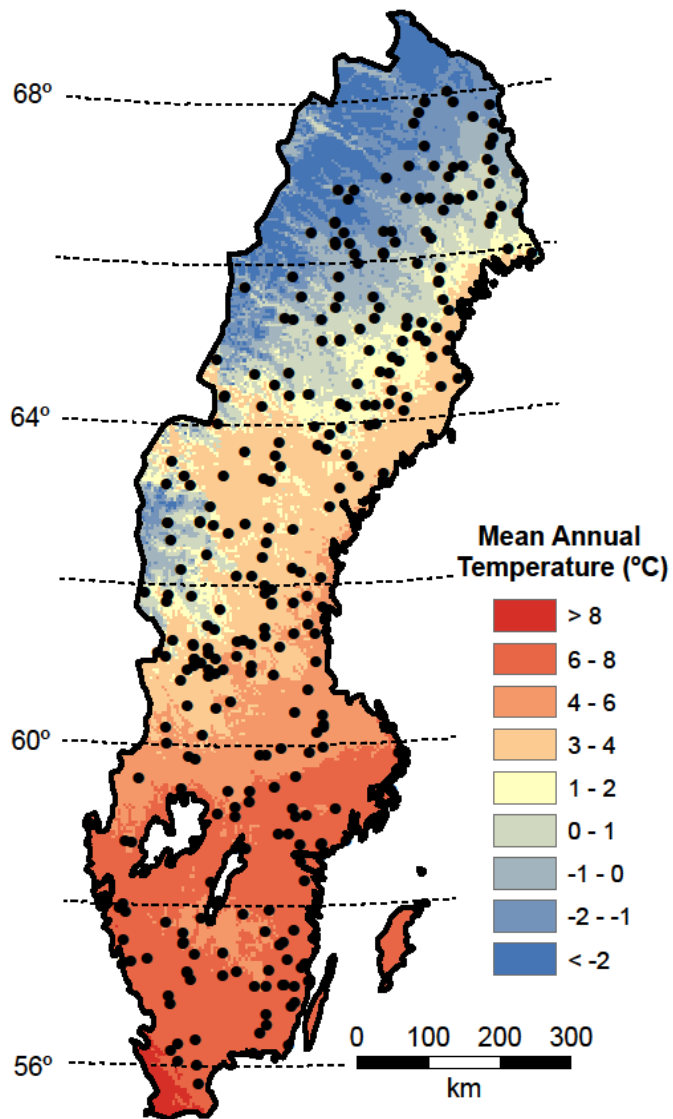 68º
64º
60º
56º
Mean Annual
Temperature (ºC)
> 8
6 - 8
4 - 6
3 - 4
1 - 2
0 - 1
-1 - 0
-2 - -1
< -2
0 100 200 300
km